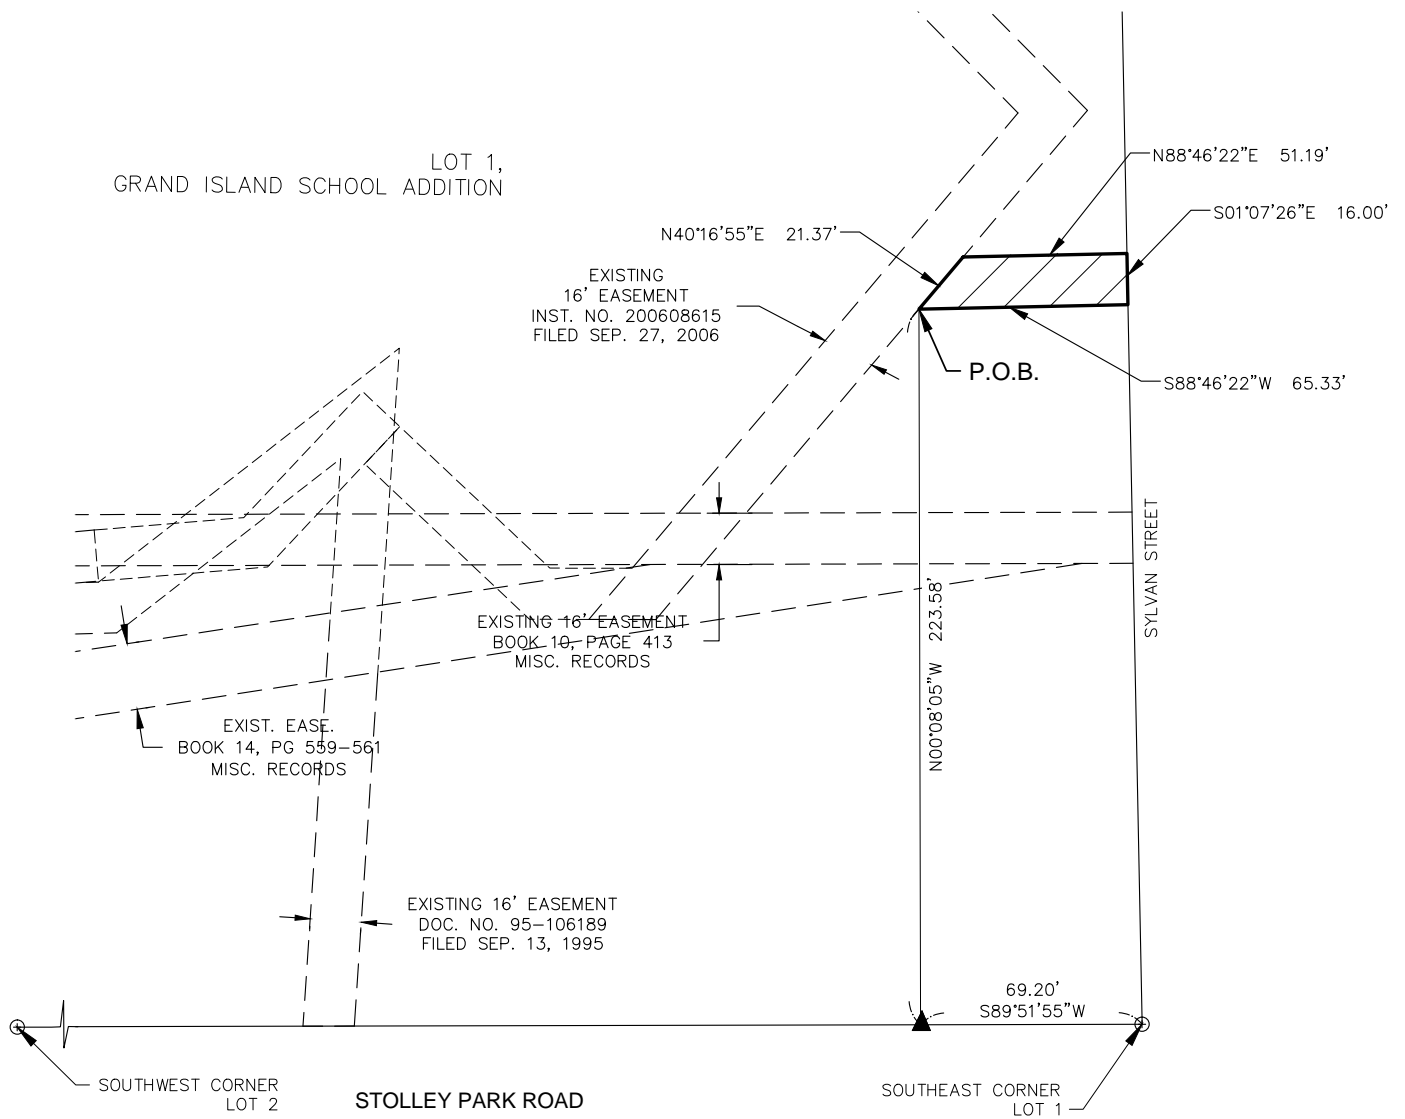 LOT 1,
GRAND ISLAND SCHOOL ADDITION
N88°46'22"E 51.19'
S01°07'26"E 16.00'
N40°16'55"E 21.37'
EXISTING
16' EASEMENT
INST. NO. 200608615
FILED SEP. 27, 2006
P.O.B.
S88°46'22"W 65.33'
SYLVAN STREET
N00°08'05"W 223.58'
EXISTING 16' EASEMENT
BOOK 10, PAGE 413
MISC. RECORDS
EXIST. EASE.
BOOK 14, PG 559-561
MISC. RECORDS
EXISTING 16' EASEMENT
DOC. NO. 95-106189
FILED SEP. 13, 1995
69.20'
S89°51'55"W
SOUTHWEST CORNER
LOT 2
STOLLEY PARK ROAD
SOUTHEAST CORNER
LOT 1